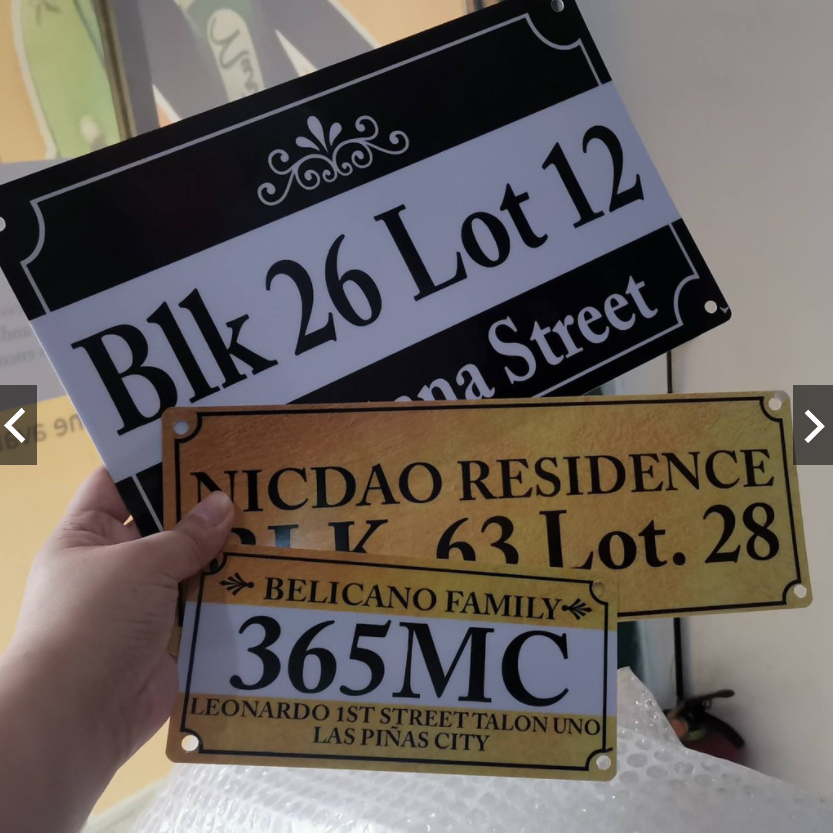 Blk 26 Lot 12
Street
NICDAO RESIDENCE
BLK. 63 Lot. 28
BELICANO FAMILY
365MC
LEONARDO 1ST STREET TALON UNO
LAS PIÑAS CITY